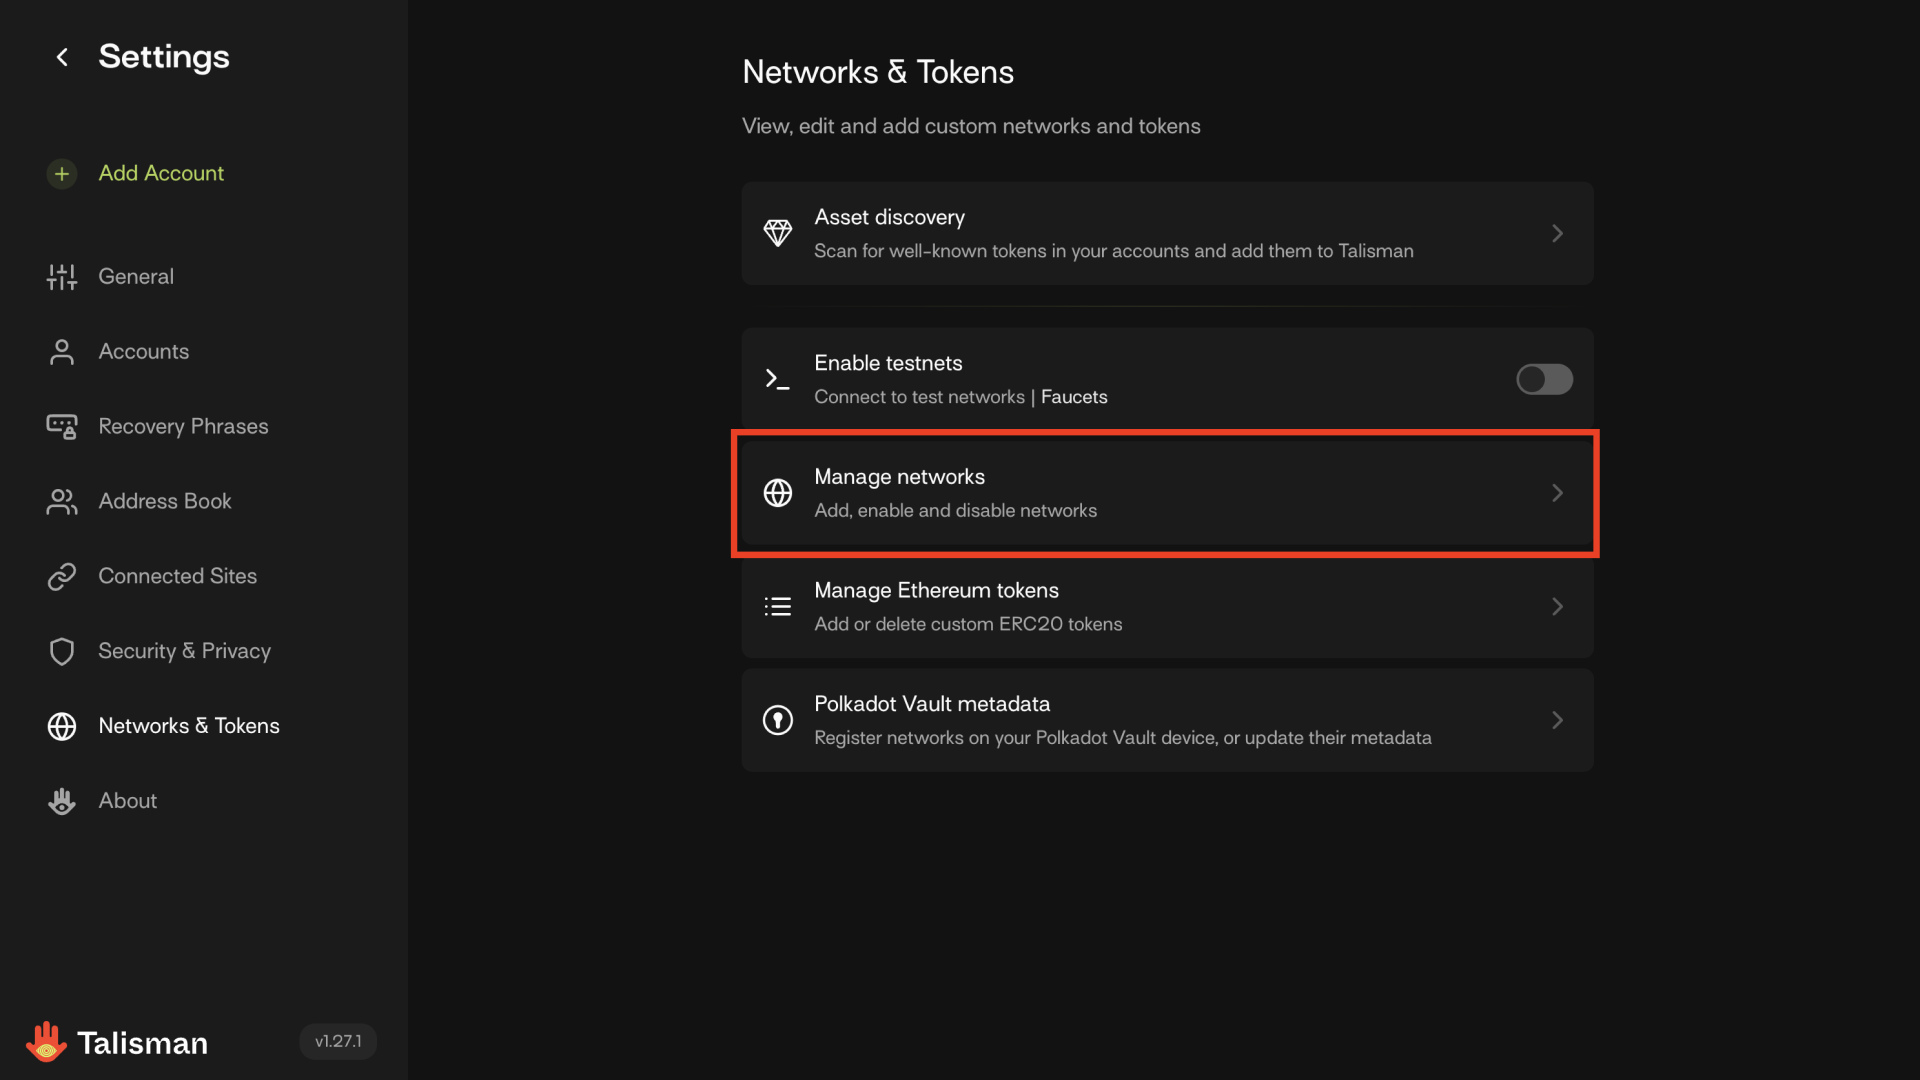 Settings
Add Account
General
Accounts
Recovery Phrases
Address Book
Connected Sites
Security & Privacy
Networks & Tokens
About
Talisman
v1.27.1
Networks & Tokens
View, edit and add custom networks and tokens
Asset discovery
Scan for well-known tokens in your accounts and add them to Talisman
Enable testnets
Connect to test networks | Faucets
Manage networks
Add, enable and disable networks
Manage Ethereum tokens
Add or delete custom ERC20 tokens
Polkadot Vault metadata
Register networks on your Polkadot Vault device, or update their metadata